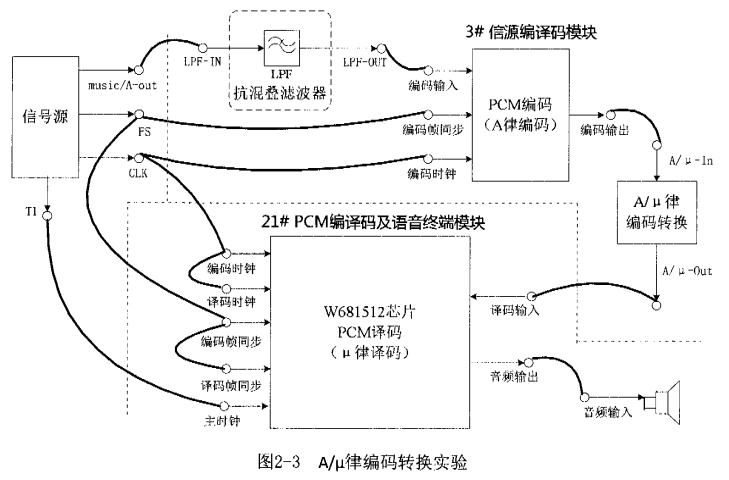 3# 信源编译码模块
LPF-IN
LPF
LPF-OUT
抗混叠滤波器
music/A-out
编码输入
信号源
FS
编码帧同步
PCM编码
(A律编码)
编码输出
CLK
编码时钟
A/μ-In
T1
A/μ律
编码转换
21# PCM编译码及语音终端模块
A/μ-Out
编码时钟
译码时钟
编码帧同步
译码帧同步
主时钟
W681512芯片
PCM译码
(μ律译码)
译码输入
音频输出
音频输入
图2-3 A/μ律编码转换实验